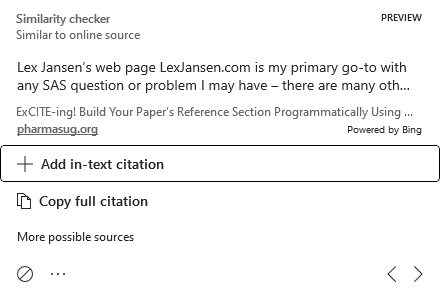 Similarity checker
PREVIEW
Similar to online source
Lex Jansen's web page LexJansen.com is my primary go-to with
any SAS question or problem I may have – there are many oth...
ExCITE-ing! Build Your Paper's Reference Section Programmatically Using ...
pharmasug.org
Powered by Bing
Add in-text citation
Copy full citation
More possible sources